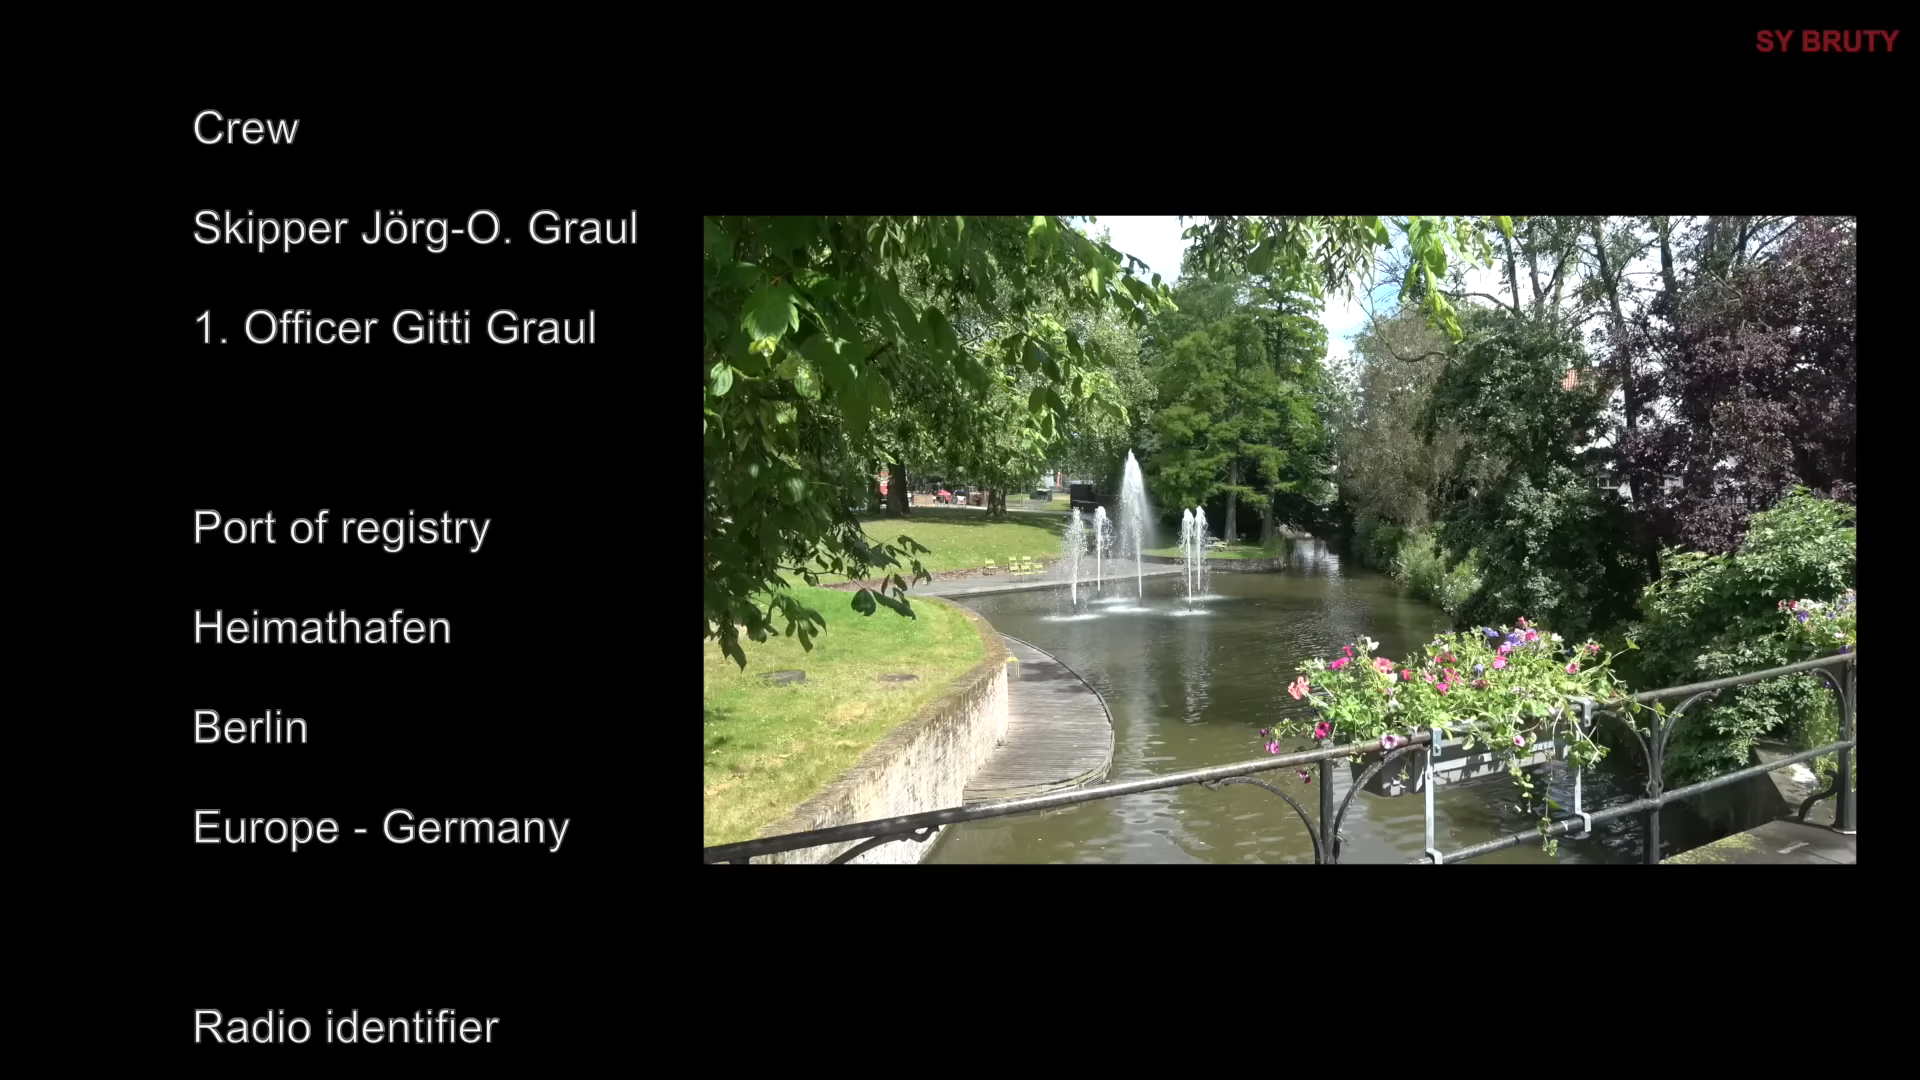 SY BRUTY
Crew
Skipper Jörg-O. Graul
1. Officer Gitti Graul
Port of registry
Heimathafen
Berlin
Europe - Germany
Radio identifier